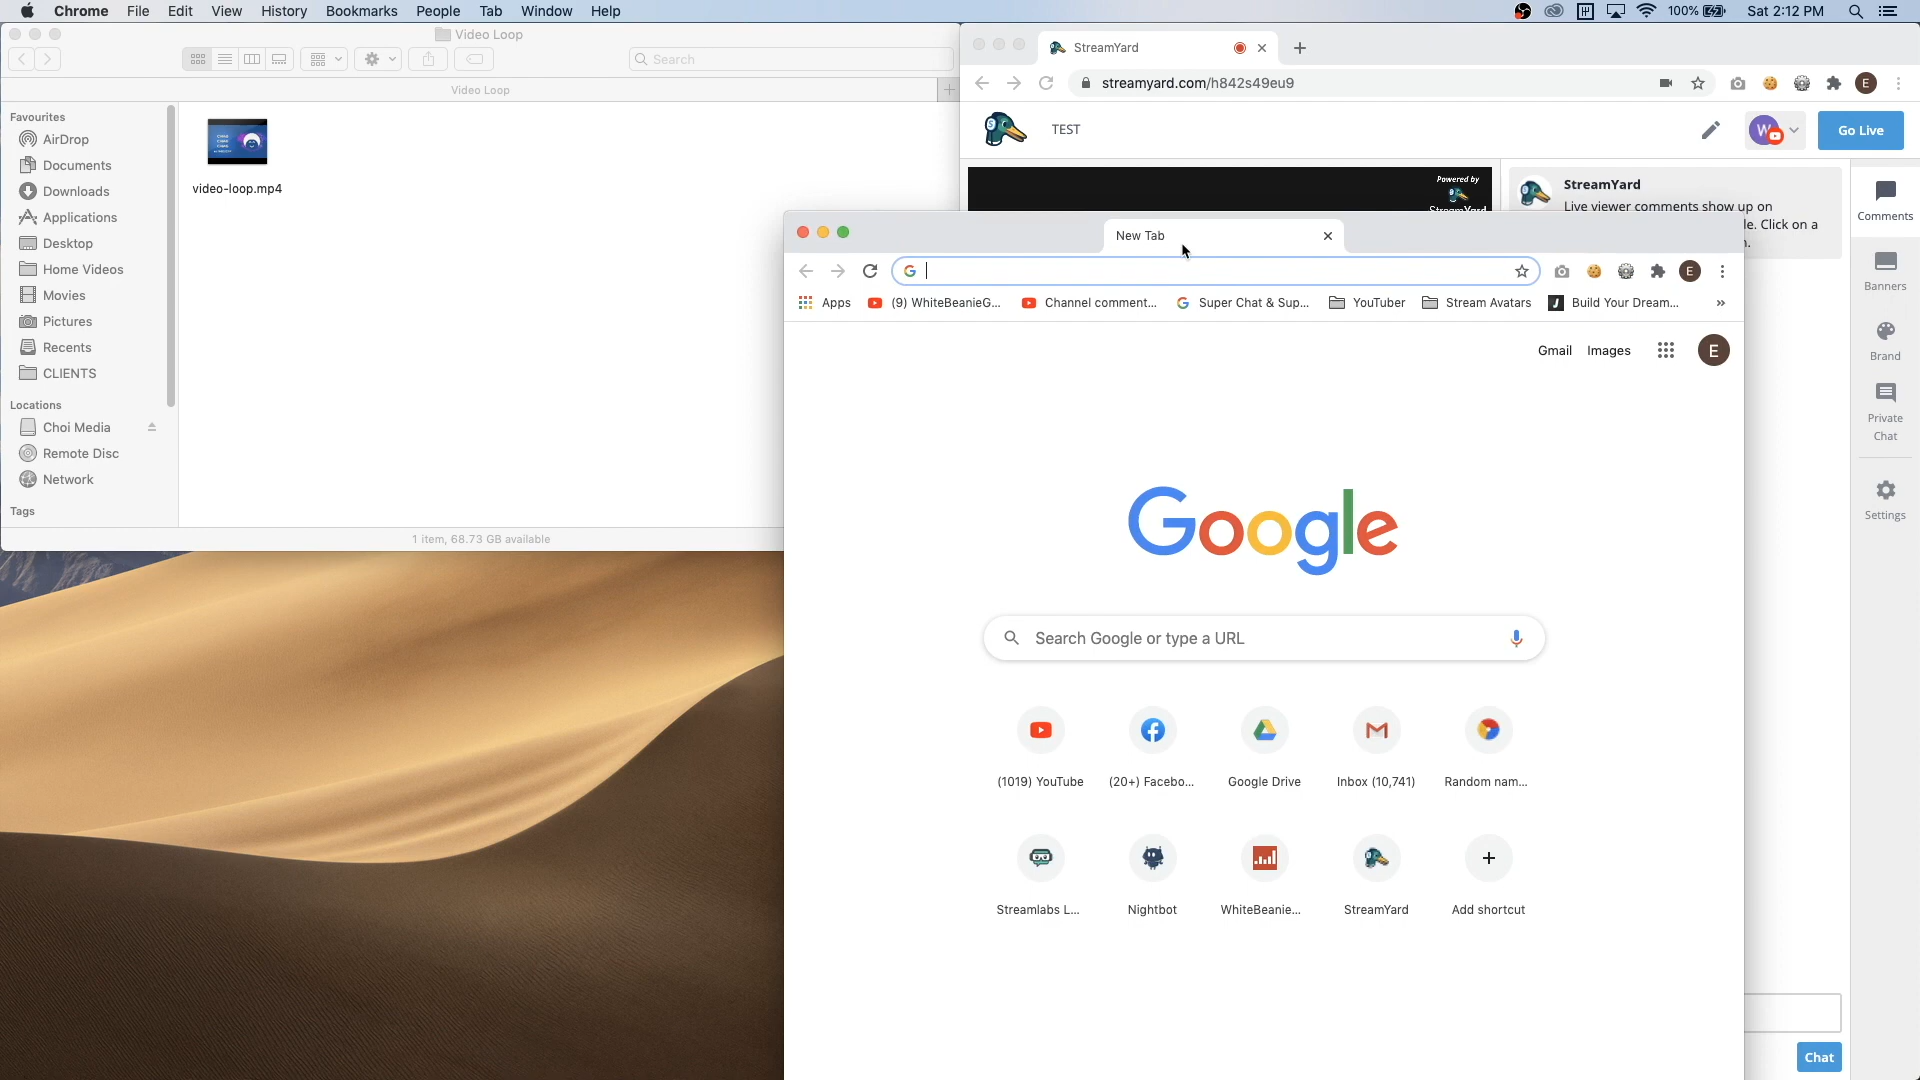 Chrome File Edit View History Bookmarks People Tab Window Help
100% Sat 2:12 PM
Video Loop
Search
Video Loop
Favourites
AirDrop
Documents
Downloads
Applications
Desktop
Home Videos
Movies
Pictures
Recents
CLIENTS
Locations
Choi Media
Remote Disc
Network
Tags
video-loop.mp4
1 item, 68.73 GB available
StreamYard
streamyard.com/h842s49eu9
E
TEST
W
Go Live
Powered by
StreamYard
StreamYard
Live viewer comments show up on
le. Click on a
n.
Comments
Banners
Brand
Private
Chat
Settings
Chat
New Tab
G
E
Apps (9) WhiteBeanieG... Channel comment... G Super Chat & Sup... YouTuber Stream Avatars J Build Your Dream... »
Gmail Images E
Google
Search Google or type a URL
(1019) YouTube (20+) Facebo... Google Drive Inbox (10,741) Random nam...
Streamlabs L... Nightbot WhiteBeanie... StreamYard Add shortcut